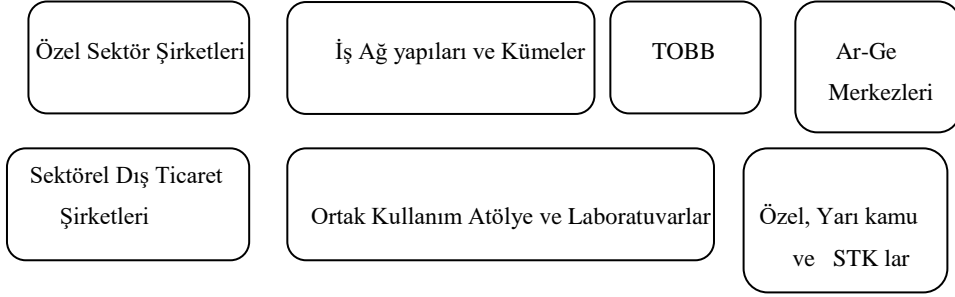 Özel Sektör Şirketleri
İş Ağ yapıları ve Kümeler
TOBB
Ar-Ge
Merkezleri
Sektörel Dış Ticaret
Şirketleri
Ortak Kullanım Atölye ve Laboratuvarlar
Özel, Yarı kamu
ve STK lar